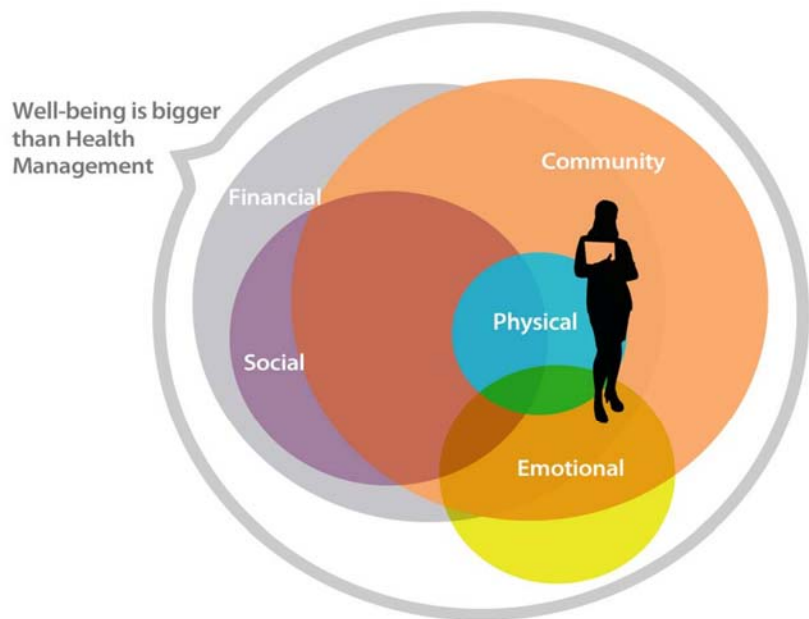 Well-being is bigger
than Health
Management
Community
Financial
Physical
Social
Emotional